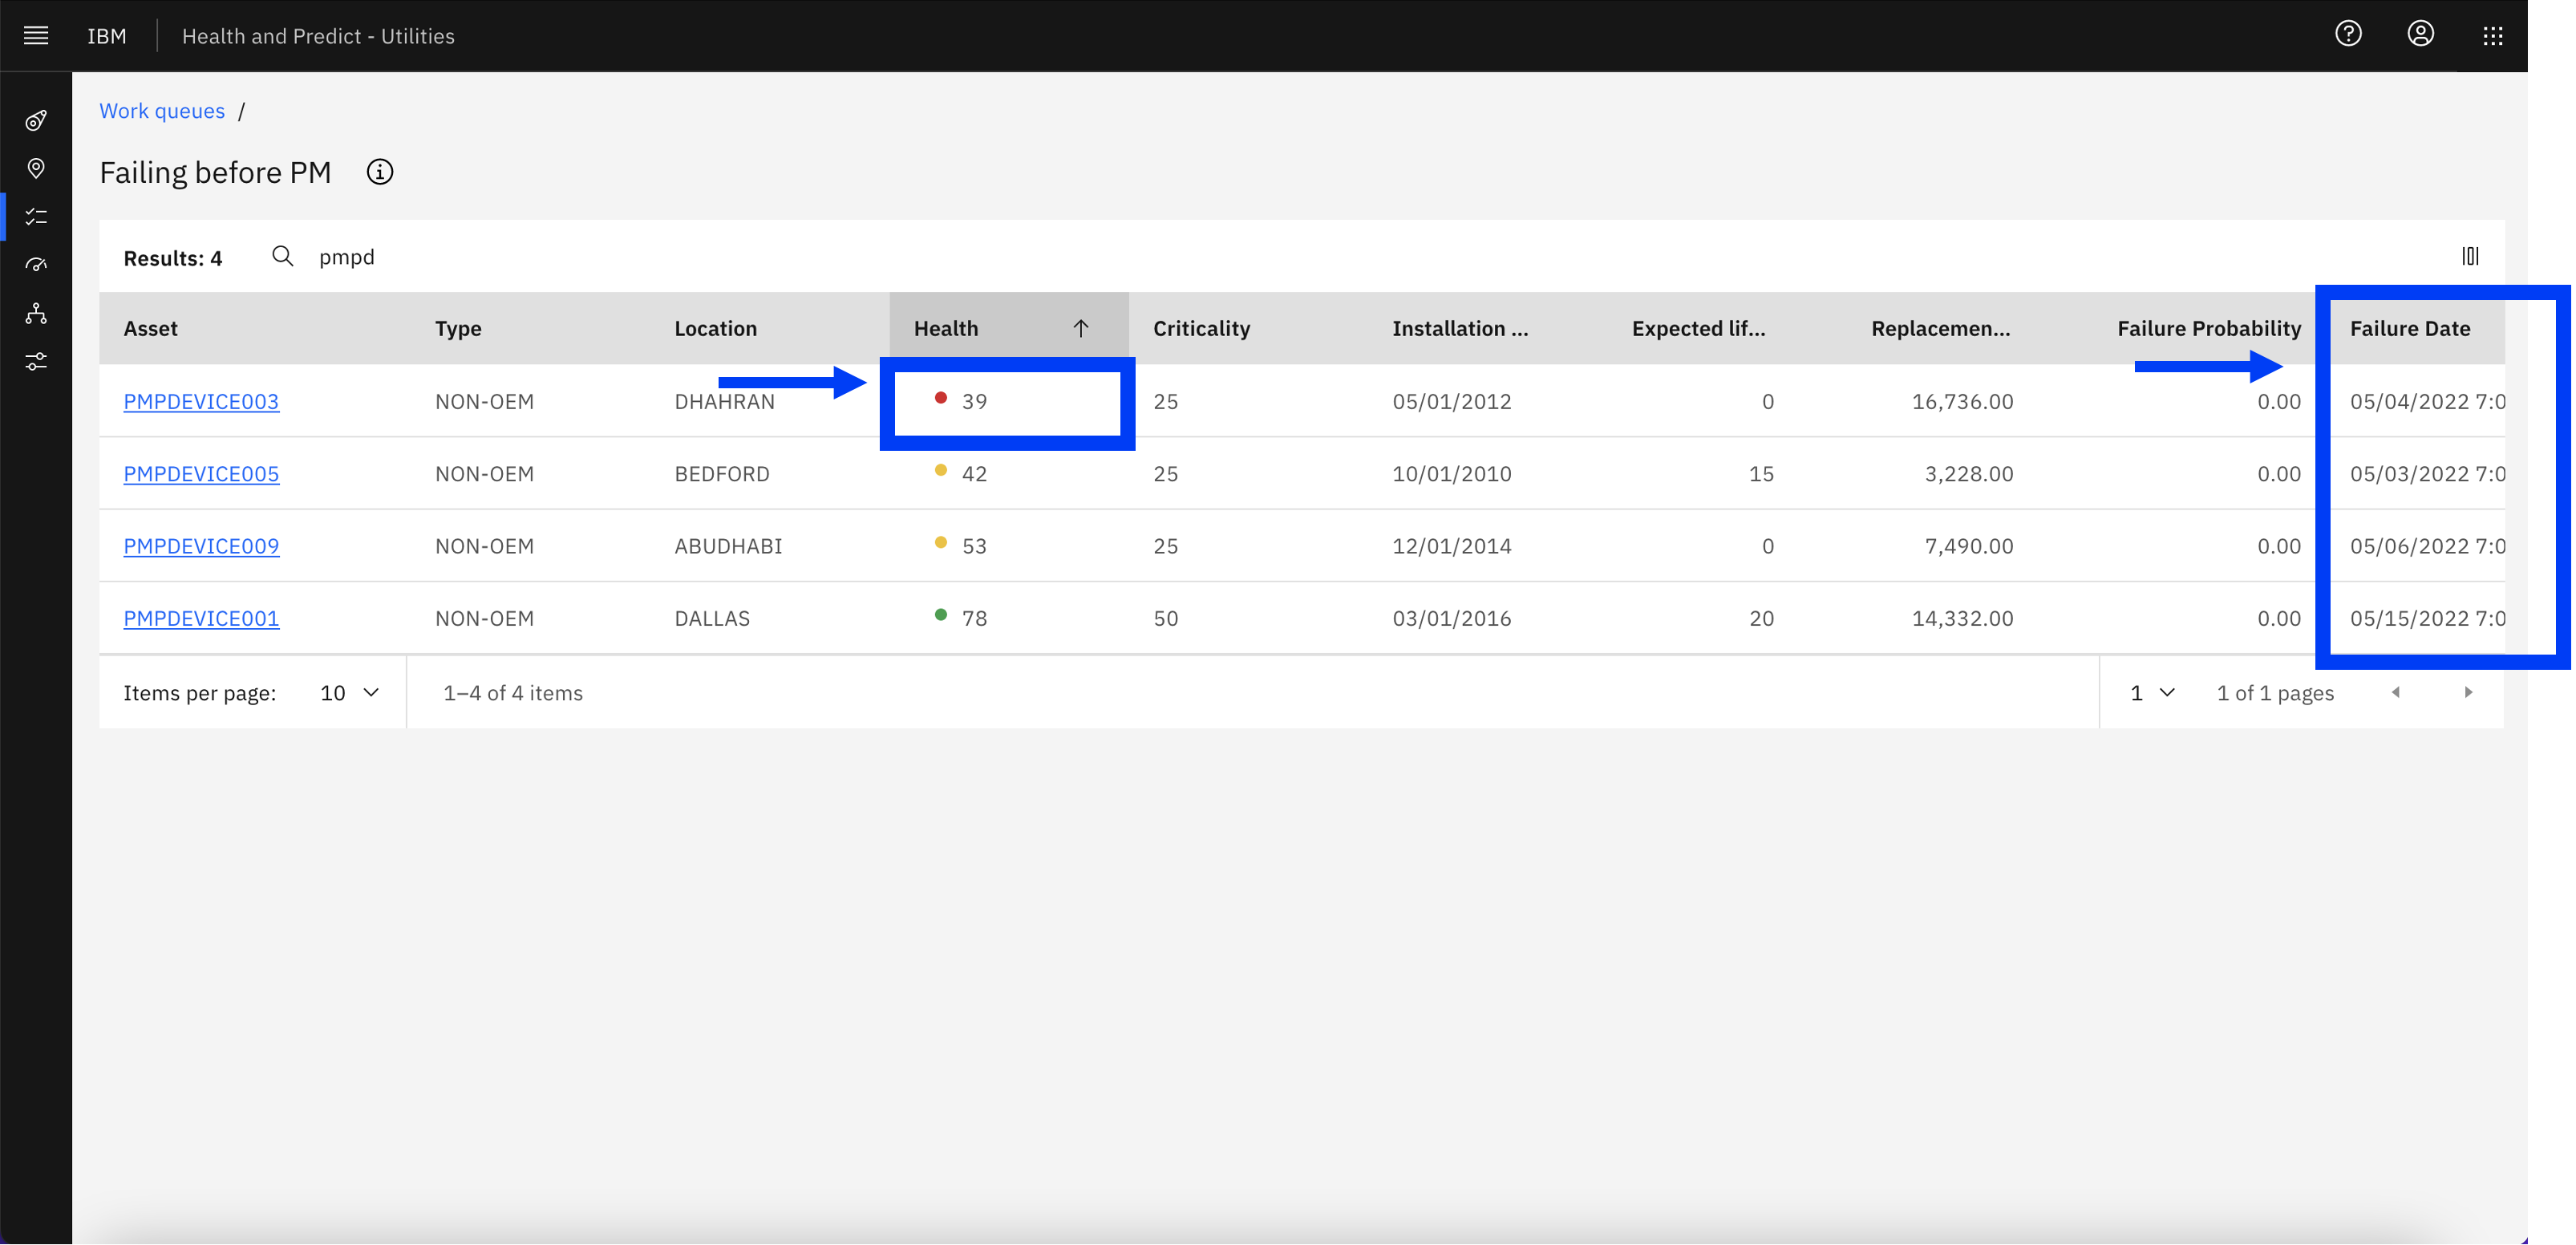 IBM Health and Predict - Utilities
Work queues /
Failing before PM
Results: 4 pmpd
Asset Type Location Health Criticality Installation ... Expected lif... Replacemen... Failure Probability Failure Date
PMPDEVICE003 NON-OEM DHAHRAN 39 25 05/01/2012 0 16,736.00 0.00 05/04/2022 7:0
PMPDEVICE005 NON-OEM BEDFORD 42 25 10/01/2010 15 3,228.00 0.00 05/03/2022 7:0
PMPDEVICE009 NON-OEM ABUDHABI 53 25 12/01/2014 0 7,490.00 0.00 05/06/2022 7:0
PMPDEVICE001 NON-OEM DALLAS 78 50 03/01/2016 20 14,332.00 0.00 05/15/2022 7:0
Items per page: 10 1–4 of 4 items 1 1 of 1 pages